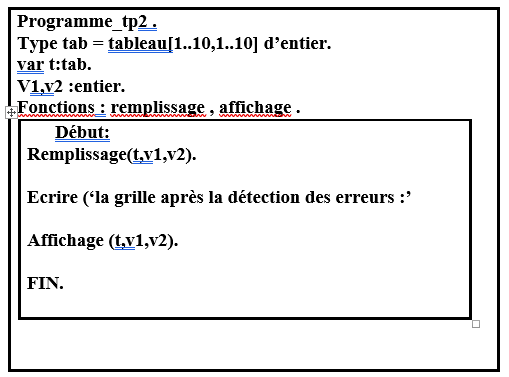 Programme_tp2 .
Type tab = tableau[1..10,1..10] d’entier.
var t:tab.
V1,v2 :entier.
Fonctions : remplissage , affichage .
Début:
Remplissage(t,v1,v2).
Ecrire (‘la grille après la détection des erreurs :’
Affichage (t,v1,v2).
FIN.